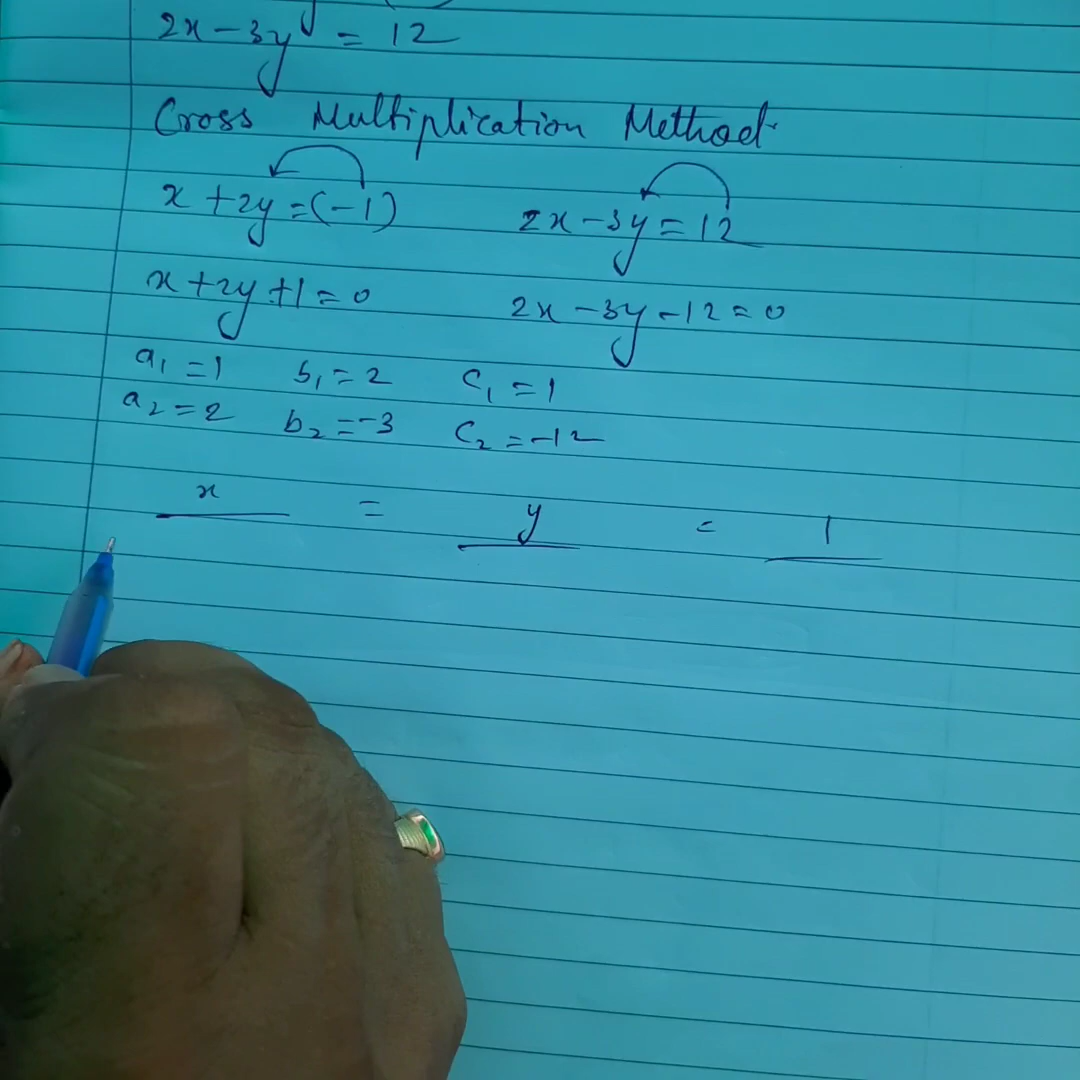 2x - 3y = 12
Cross Multiplication Method.
x + 2y = (-1) 2x - 3y = 12
x + 2y + 1 = 0 2x - 3y - 12 = 0
a₁ = 1 b₁ = 2 c₁ = 1
a₂ = 2 b₂ = -3 c₂ = -12
x = y = 1